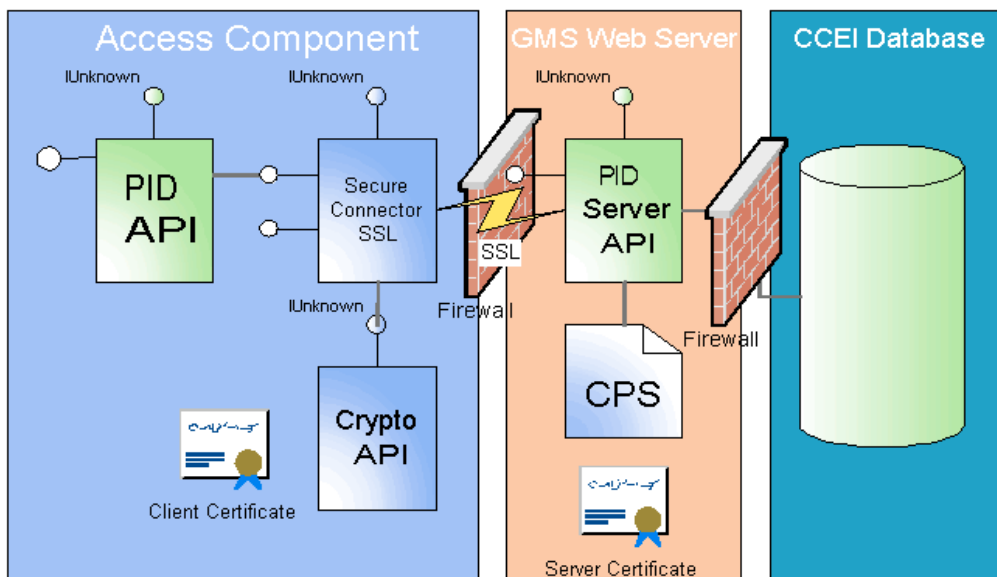 Access Component
GMS Web Server
CCEI Database
IUnknown
IUnknown
IUnknown
PID
API
Secure
Connector
SSL
PID
Server
API
SSL
IUnknown
Firewall
Firewall
Crypto
API
CPS
Client Certificate
Server Certificate